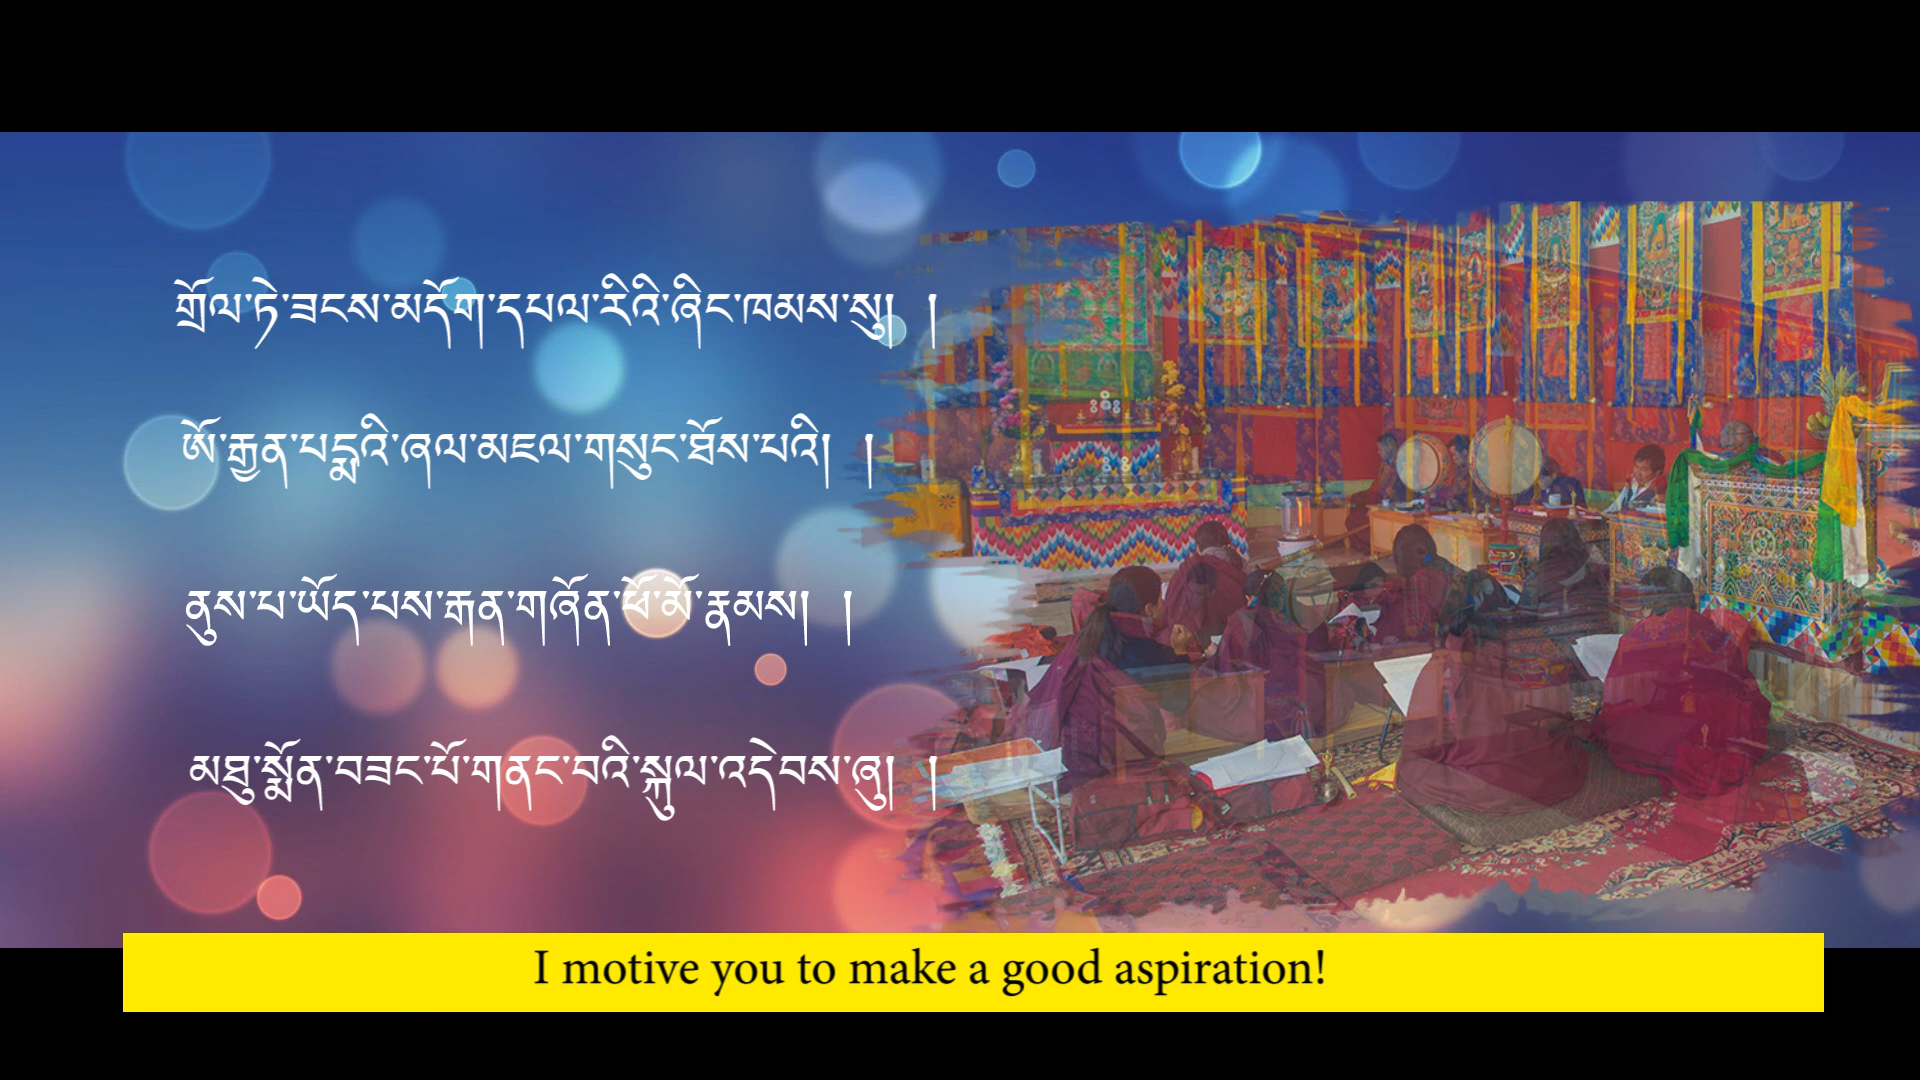 གྲོལ་ཏེ་ཟངས་མདོག་དཔལ་རིའི་ཞིང་ཁམས་སུ། །
ཨོ་རྒྱན་པདྨའི་ཞལ་མཇལ་གསུང་ཐོས་པའི། །
ནུས་པ་ཡོད་པས་རྒན་གཞོན་ཕོ་མོ་རྣམས། །
མཐུ་སྨོན་བཟང་པོ་གནང་བའི་སྐུལ་འདེབས་ཞུ། །
I motive you to make a good aspiration!